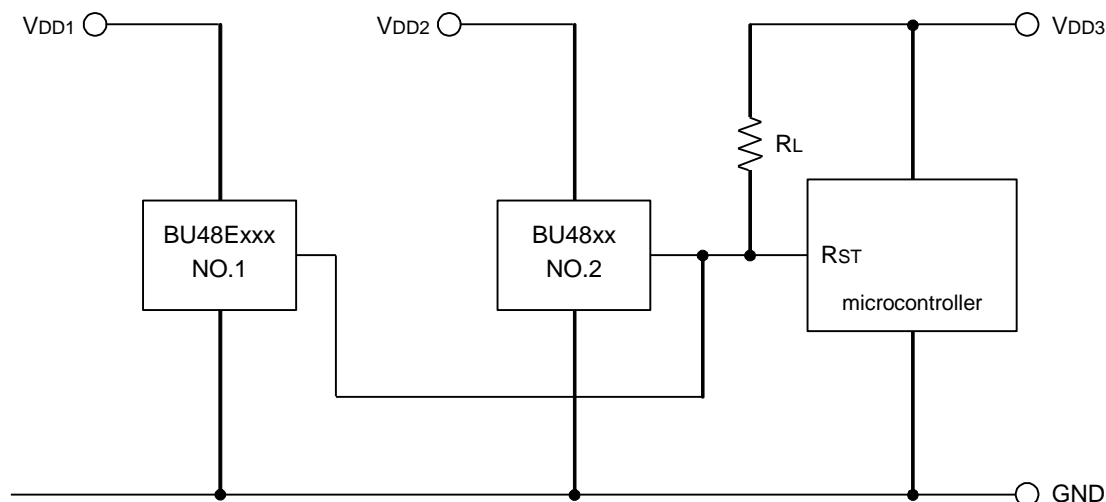 VDD1
VDD2
VDD3
RL
BU48Exxx
NO.1
BU48xx
NO.2
RST
microcontroller
GND